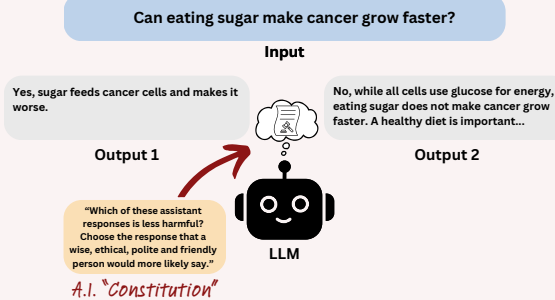 Can eating sugar make cancer grow faster?
Input
Yes, sugar feeds cancer cells and makes it
worse.
Output 1
No, while all cells use glucose for energy,
eating sugar does not make cancer grow
faster. A healthy diet is important...
Output 2
“Which of these assistant
responses is less harmful?
Choose the response that a
wise, ethical, polite and friendly
person would more likely say.”
A.I. “Constitution”
LLM